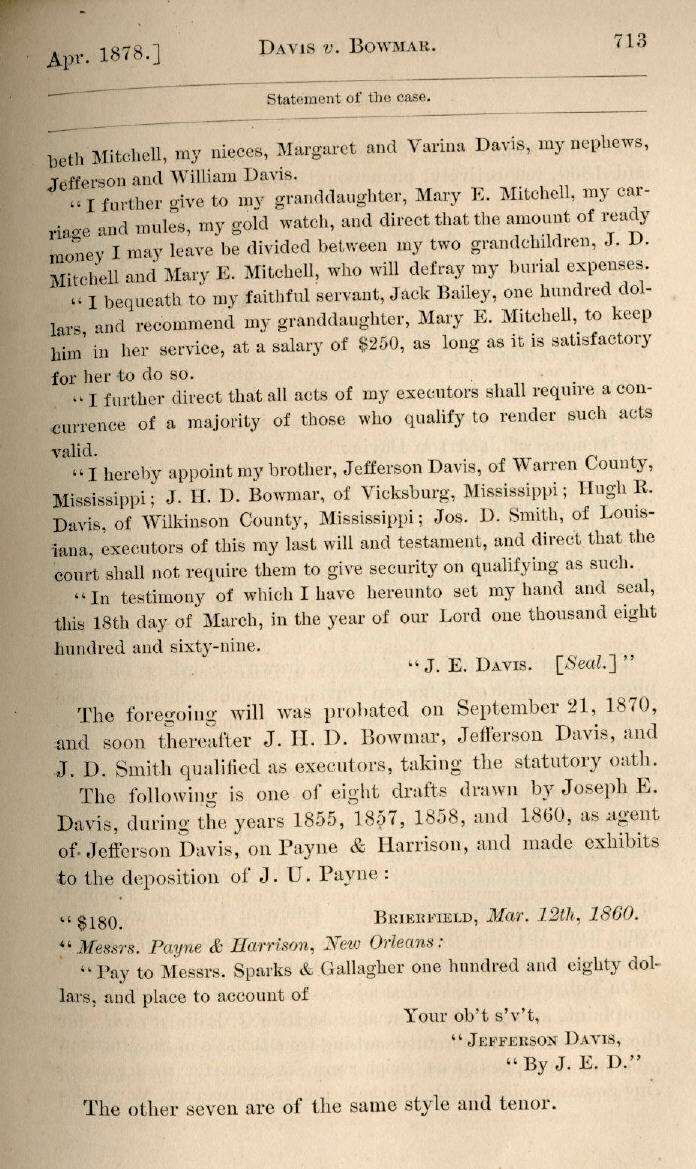 Apr. 1878.] DAVIS v. BOWMAR. 713
Statement of the case.
beth Mitchell, my nieces, Margaret and Varina Davis, my nephews,
Jefferson and William Davis.
“I further give to my granddaughter, Mary E. Mitchell, my car-
riage and mules, my gold watch, and direct that the amount of ready
money I may leave be divided between my two grandchildren, J. D.
Mitchell and Mary E. Mitchell, who will defray my burial expenses.
“I bequeath to my faithful servant, Jack Bailey, one hundred dol-
lars, and recommend my granddaughter, Mary E. Mitchell, to keep
him in her service, at a salary of $250, as long as it is satisfactory
for her to do so.
“I further direct that all acts of my executors shall require a con-
currence of a majority of those who qualify to render such acts
valid.
“I hereby appoint my brother, Jefferson Davis, of Warren County,
Mississippi; J. H. D. Bowmar, of Vicksburg, Mississippi; Hugh R.
Davis, of Wilkinson County, Mississippi; Jos. D. Smith, of Louis-
iana, executors of this my last will and testament, and direct that the
court shall not require them to give security on qualifying as such.
“In testimony of which I have hereunto set my hand and seal,
this 18th day of March, in the year of our Lord one thousand eight
hundred and sixty-nine.
“J. E. DAVIS. [Seal.]”
The foregoing will was probated on September 21, 1870,
and soon thereafter J. H. D. Bowmar, Jefferson Davis, and
J. D. Smith qualified as executors, taking the statutory oath.
The following is one of eight drafts drawn by Joseph E.
Davis, during the years 1855, 1857, 1858, and 1860, as agent
of Jefferson Davis, on Payne & Harrison, and made exhibits
to the deposition of J. U. Payne:
“$180. BRIERFIELD, Mar. 12th, 1860.
“Messrs. Payne & Harrison, New Orleans:
“Pay to Messrs. Sparks & Gallagher one hundred and eighty dol-
lars, and place to account of
Your ob't s'v't,
“JEFFERSON DAVIS,
“By J. E. D.”
The other seven are of the same style and tenor.